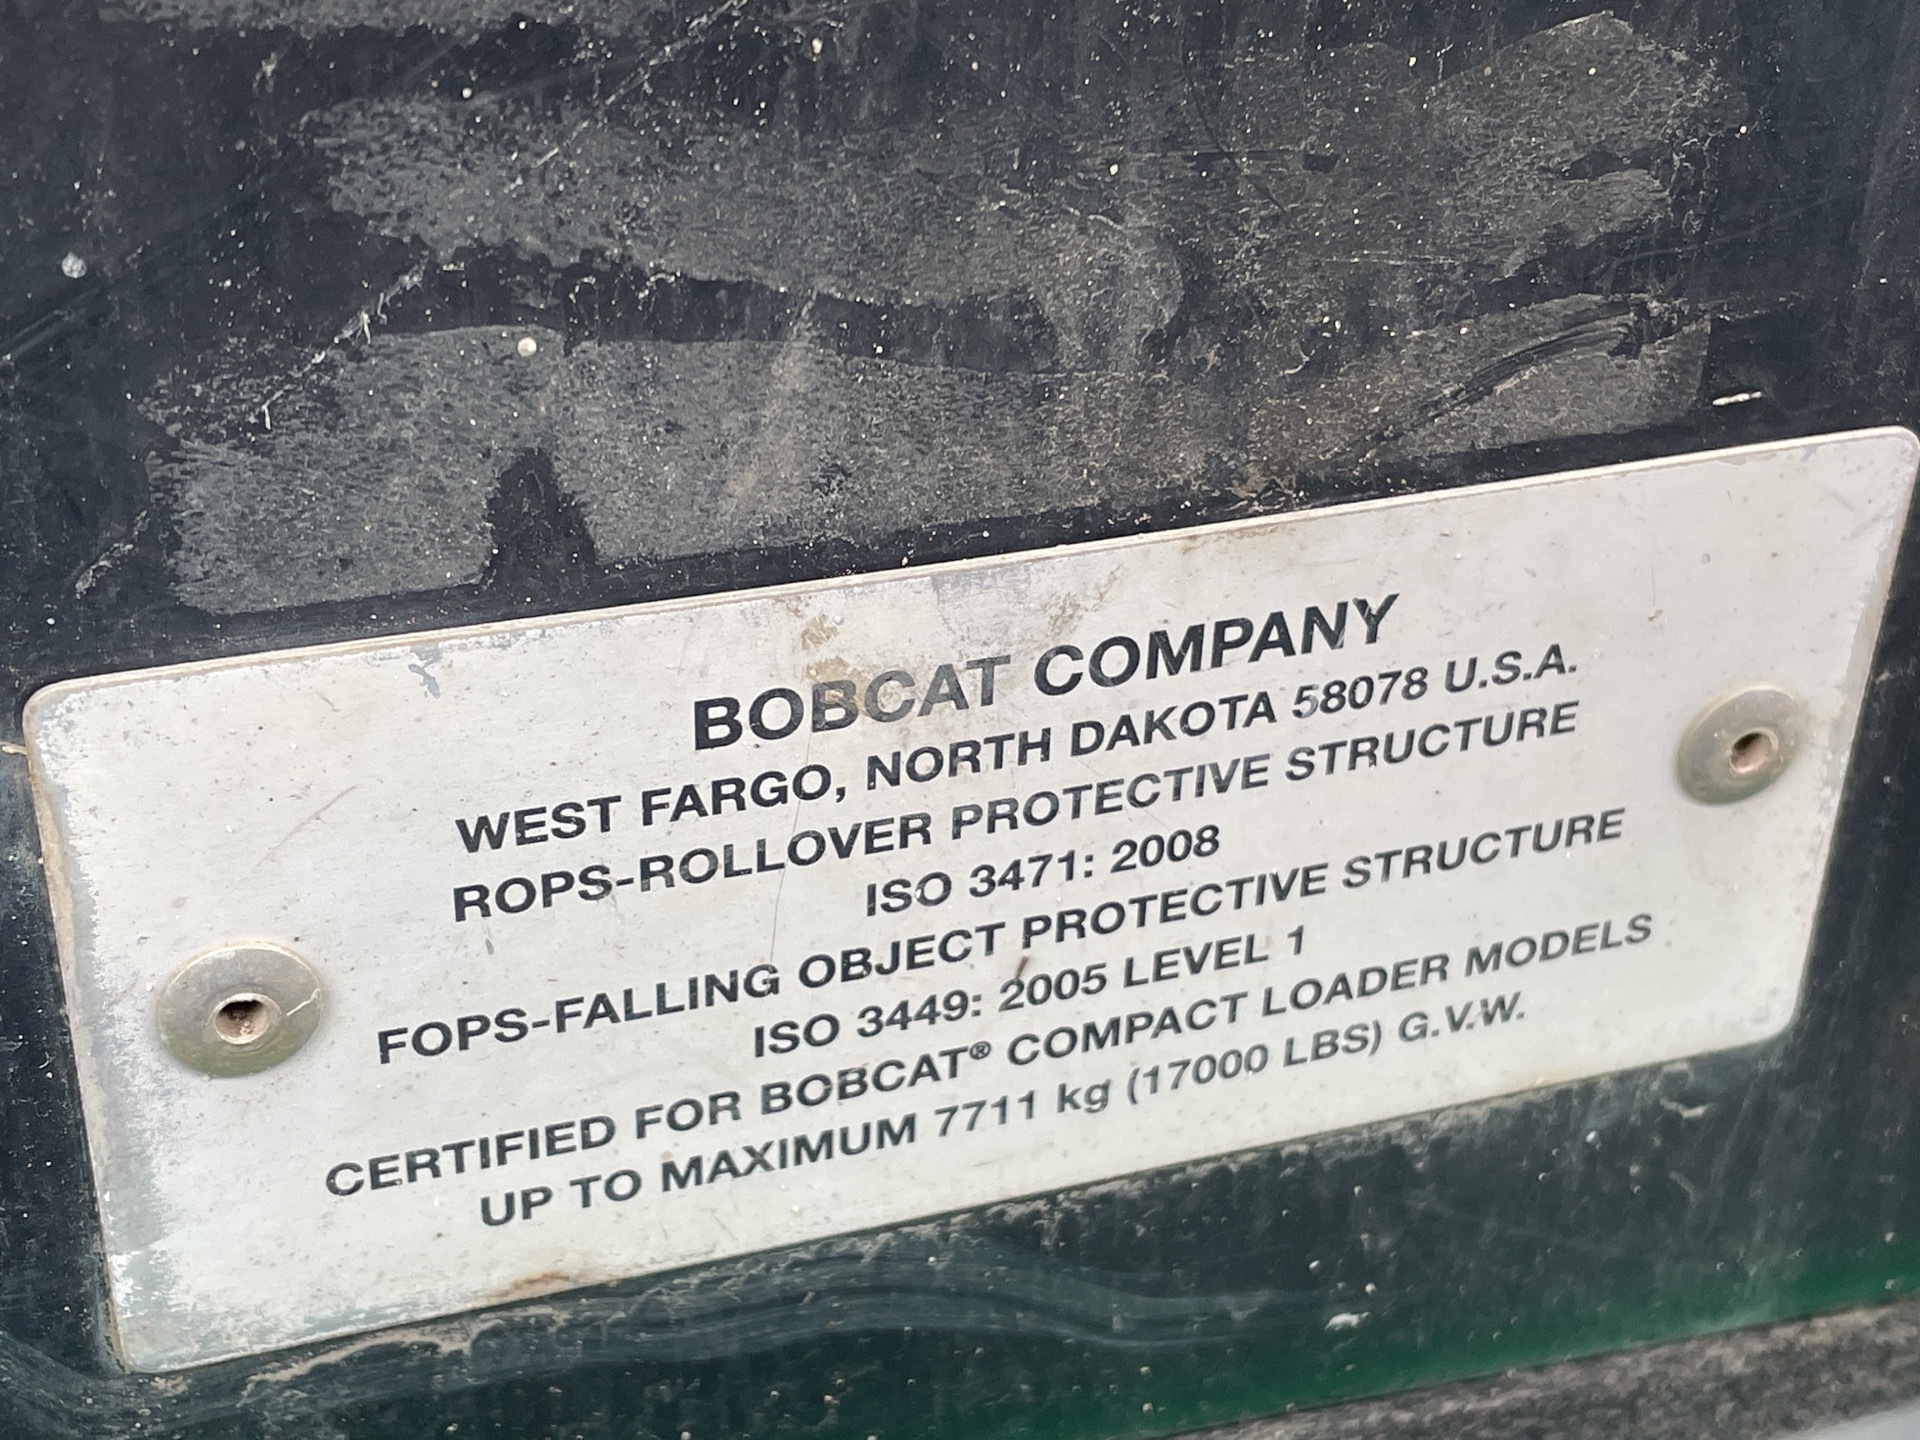 BOBCAT COMPANY
WEST FARGO, NORTH DAKOTA 58078 U.S.A.
ROPS-ROLLOVER PROTECTIVE STRUCTURE
ISO 3471: 2008
FOPS-FALLING OBJECT PROTECTIVE STRUCTURE
ISO 3449: 2005 LEVEL 1
CERTIFIED FOR BOBCAT® COMPACT LOADER MODELS
UP TO MAXIMUM 7711 kg (17000 LBS) G.V.W.